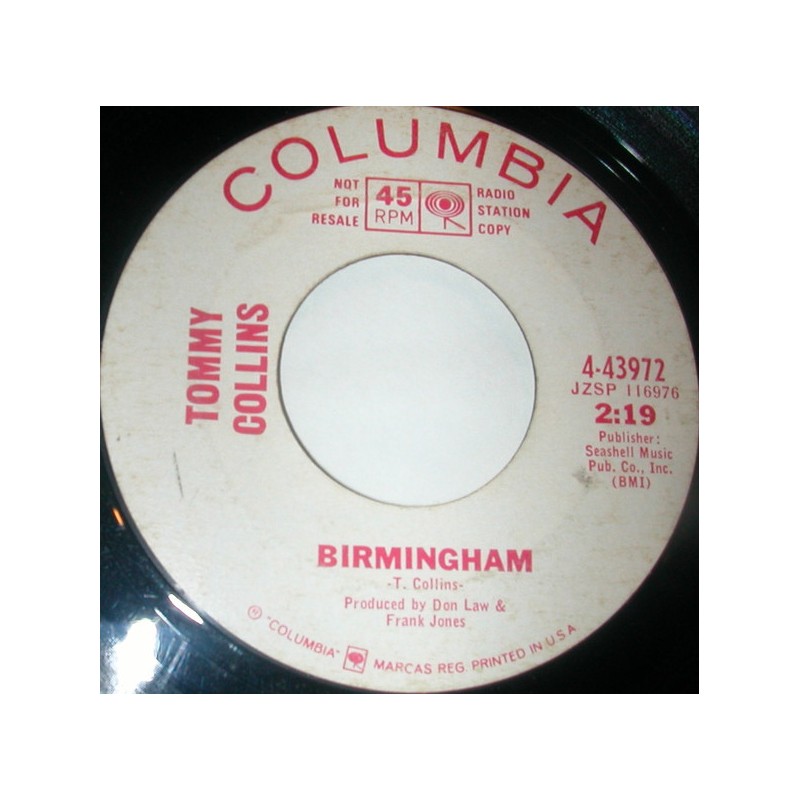 COLUMBIA
NOT
FOR
RESALE
45
RPM
RADIO
STATION
COPY
TOMMY
COLLINS
4-43972
JZSP 116976
2:19
Publisher:
Seashell Music
Pub. Co., Inc.
(BMI)
BIRMINGHAM
-T. Collins-
Produced by Don Law &
Frank Jones
℗ "COLUMBIA" MARCAS REG. PRINTED IN U.S.A